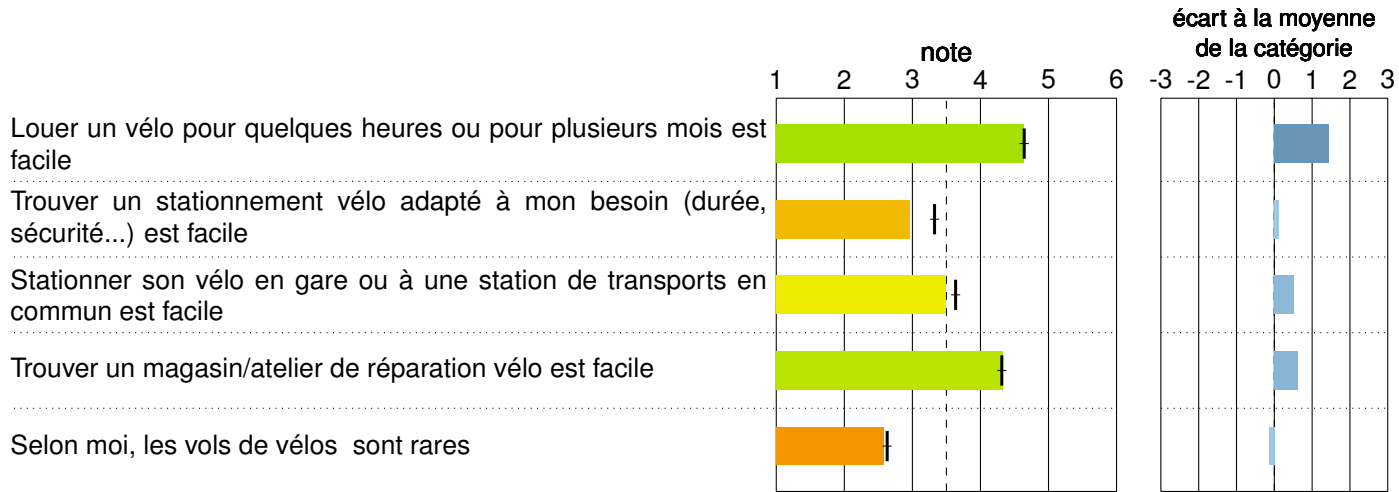 écart à la moyenne
de la catégorie
note
1 2 3 4 5 6
-3 -2 -1 0 1 2 3
Louer un vélo pour quelques heures ou pour plusieurs mois est
facile
Trouver un stationnement vélo adapté à mon besoin (durée,
sécurité...) est facile
Stationner son vélo en gare ou à une station de transports en
commun est facile
Trouver un magasin/atelier de réparation vélo est facile
Selon moi, les vols de vélos sont rares